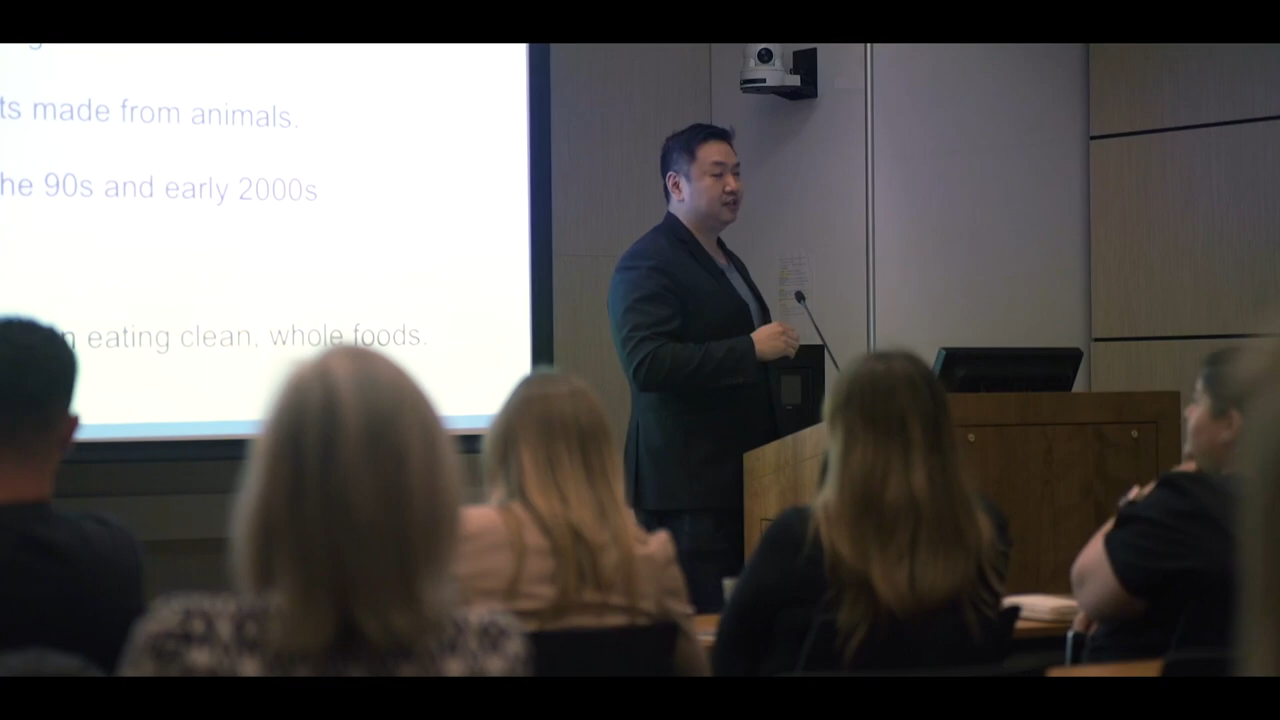 ts made from animals.
he 90s and early 2000s
n eating clean, whole foods.